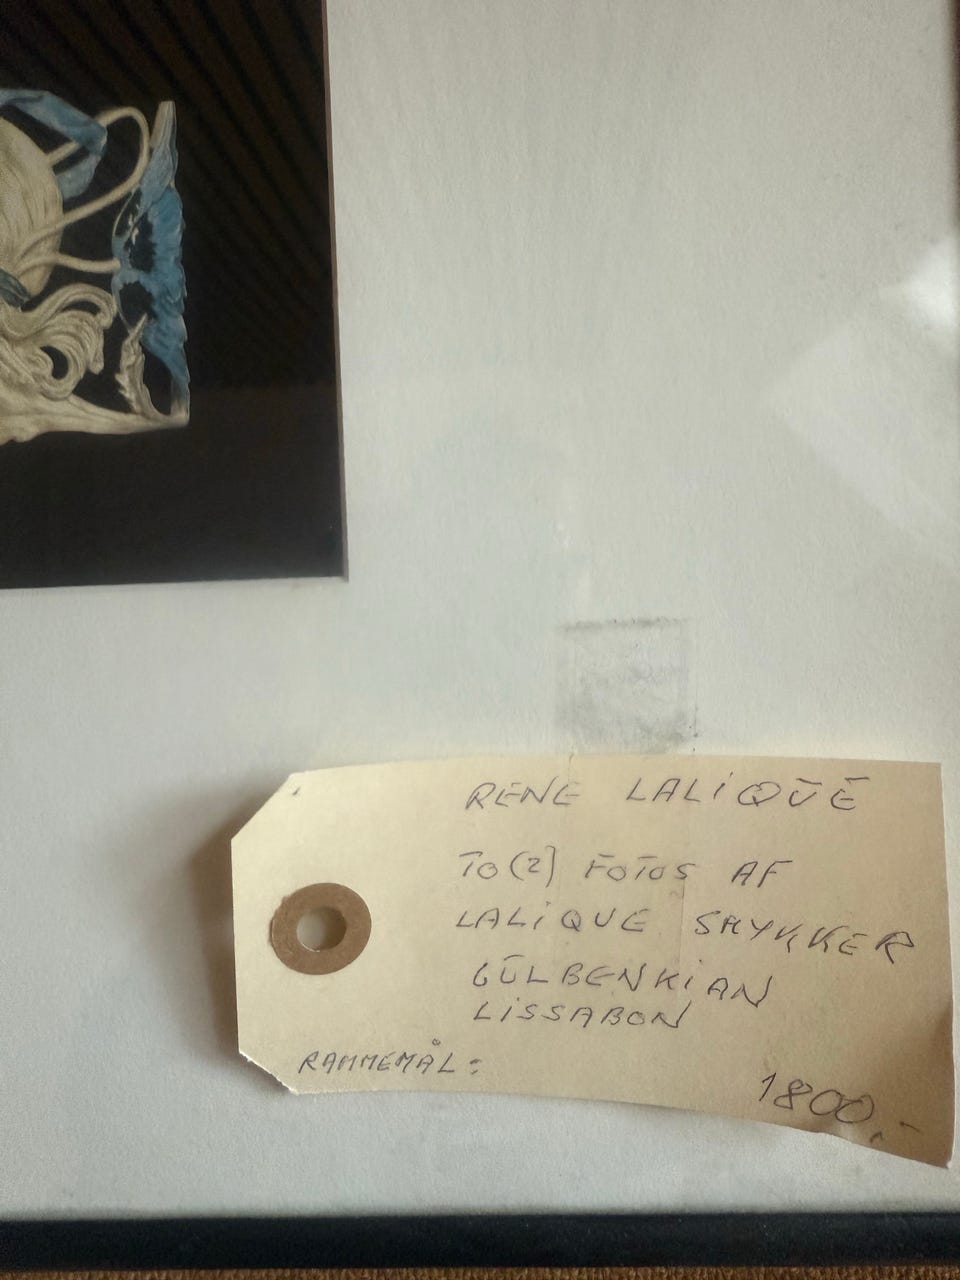 RENE LALIQUE
TO (2) FOTOS AF
LALIQUE SMYKKER
GULBENKIAN
LISSABON
RAMMEMÅL:
1800.-